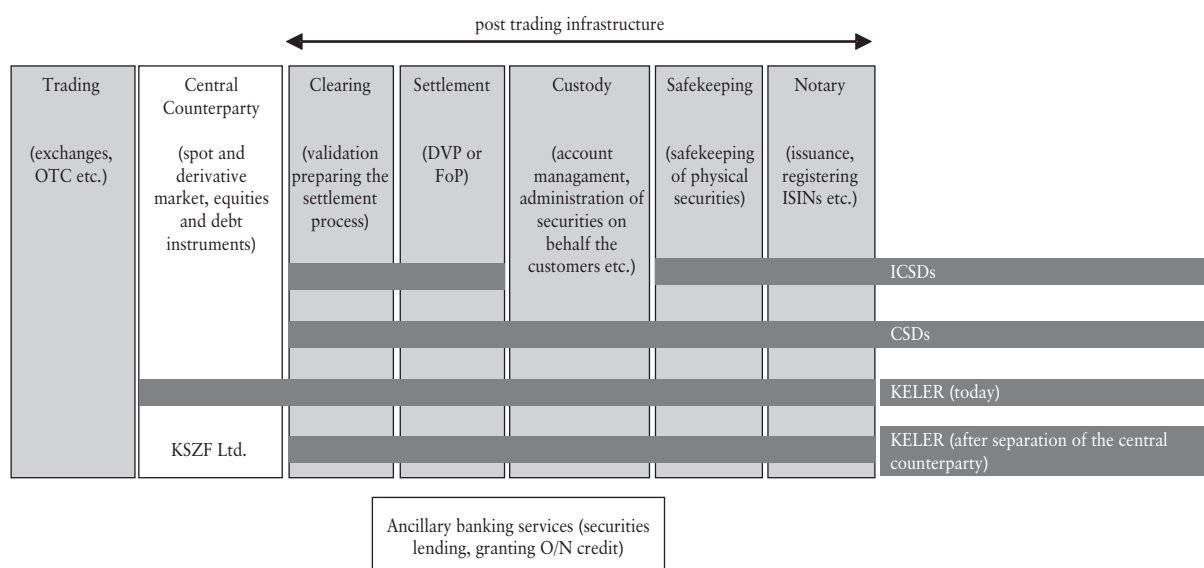 post trading infrastructure
Trading
(exchanges,
OTC etc.)
Central
Counterparty
(spot and
derivative
market, equities
and debt
instruments)
Clearing
(validation
preparing the
settlement
process)
Settlement
(DVP or
FoP)
Custody
(account
managament,
administration of
securities on
behalf the
customers etc.)
Safekeeping
(safekeeping
of physical
securities)
Notary
(issuance,
registering
ISINs etc.)
ICSDs
CSDs
KELER (today)
KSZF Ltd.
KELER (after separation of the central
counterparty)
Ancillary banking services (securities
lending, granting O/N credit)